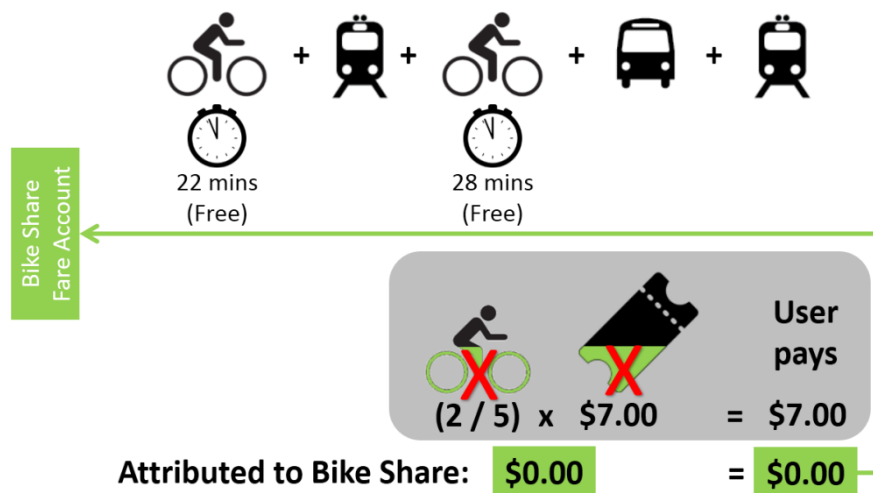 + + + +
22 mins
(Free)
28 mins
(Free)
Bike Share
Fare Account
User
pays
X X
(2 / 5) x $7.00 = $7.00
Attributed to Bike Share: $0.00 = $0.00